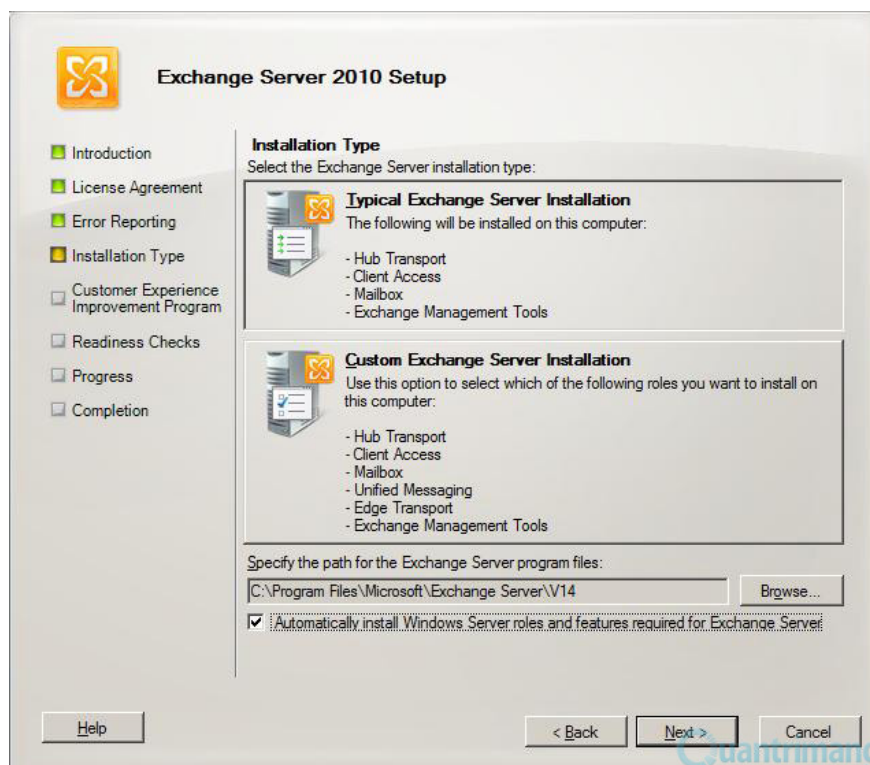 Exchange Server 2010 Setup
Introduction
License Agreement
Error Reporting
Installation Type
Customer Experience
Improvement Program
Readiness Checks
Progress
Completion
Installation Type
Select the Exchange Server installation type:
Typical Exchange Server Installation
The following will be installed on this computer:
- Hub Transport
- Client Access
- Mailbox
- Exchange Management Tools
Custom Exchange Server Installation
Use this option to select which of the following roles you want to install on
this computer:
- Hub Transport
- Client Access
- Mailbox
- Unified Messaging
- Edge Transport
- Exchange Management Tools
Specify the path for the Exchange Server program files:
C:\Program Files\Microsoft\Exchange Server\V14
Browse...
Automatically install Windows Server roles and features required for Exchange Server
Help
< Back
Next >
Cancel